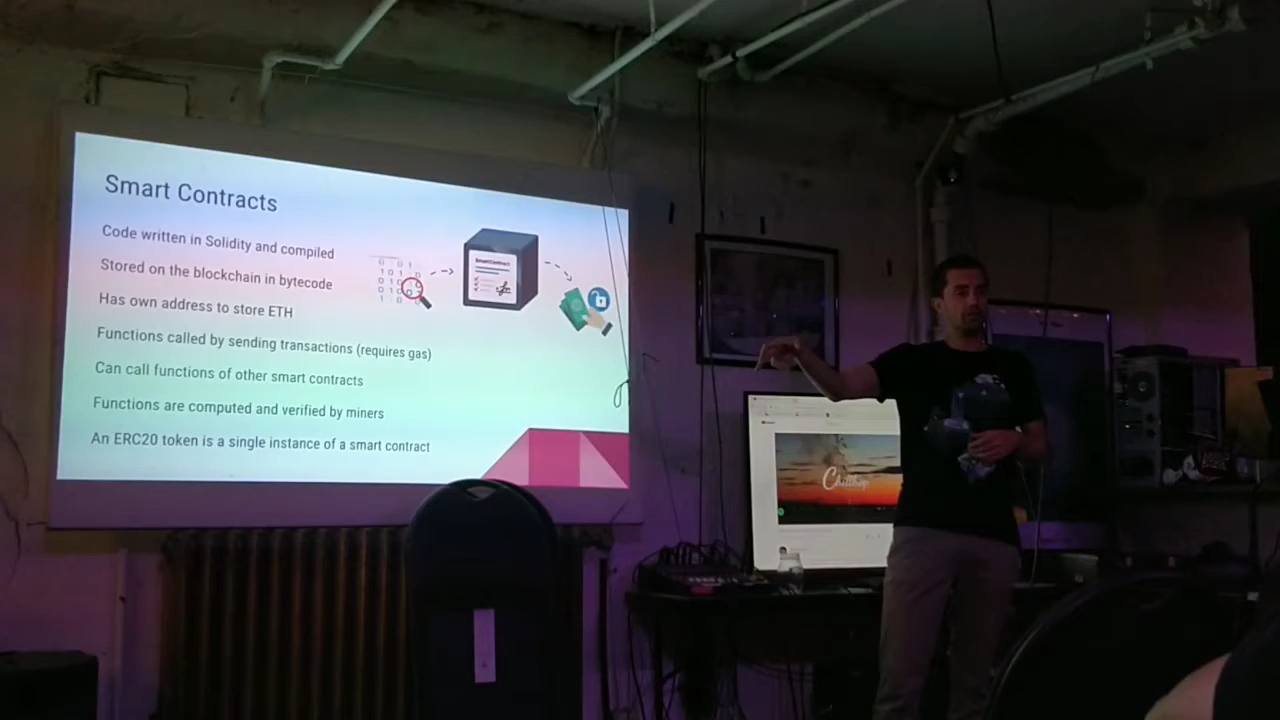 Smart Contracts
Code written in Solidity and compiled
Stored on the blockchain in bytecode
Has own address to store ETH
Functions called by sending transactions (requires gas)
Can call functions of other smart contracts
Functions are computed and verified by miners
An ERC20 token is a single instance of a smart contract
SmartContract
Chillhop